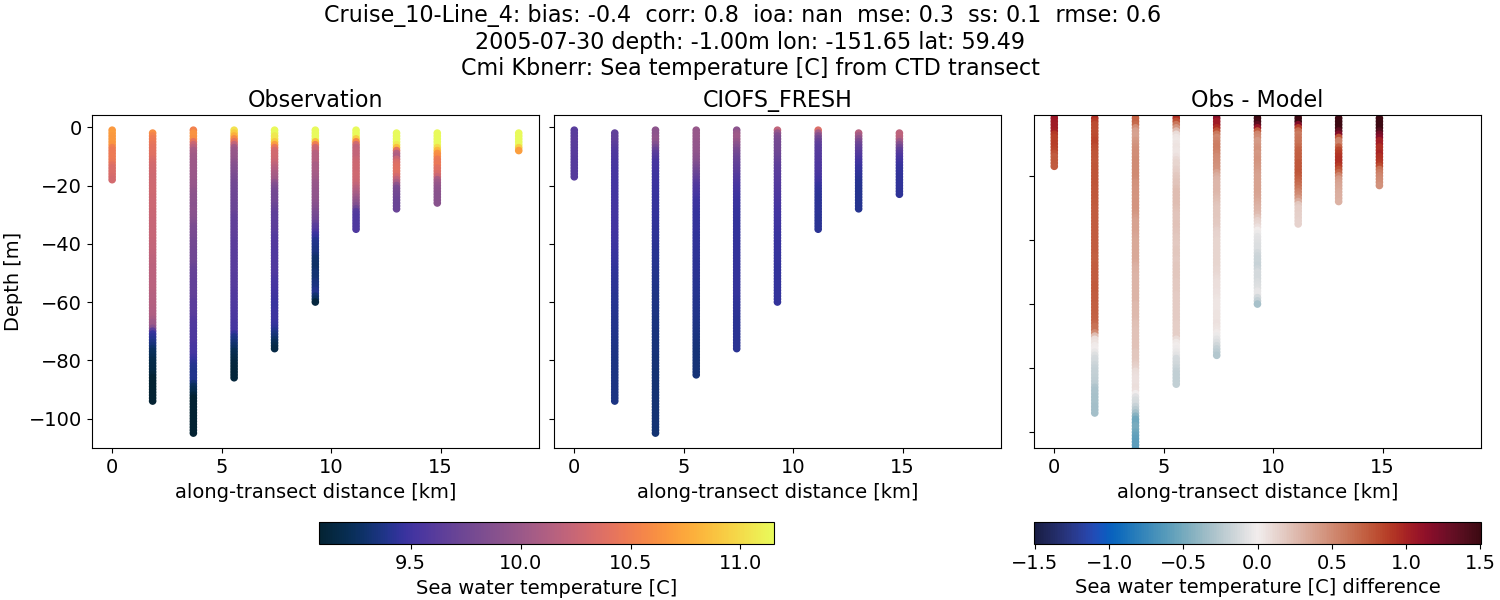 Cruise_10-Line_4: bias: -0.4  corr: 0.8  ioa: nan  mse: 0.3  ss: 0.1  rmse: 0.6
2005-07-30 depth: -1.00m lon: -151.65 lat: 59.49
Cmi Kbnerr: Sea temperature [C] from CTD transect
Observation
CIOFS_FRESH
Obs - Model
Depth [m]
0
−20
−40
−60
−80
−100
0 5 10 15
0 5 10 15
0 5 10 15
along-transect distance [km]
along-transect distance [km]
along-transect distance [km]
9.5 10.0 10.5 11.0
Sea water temperature [C]
−1.5 −1.0 −0.5 0.0 0.5 1.0 1.5
Sea water temperature [C] difference